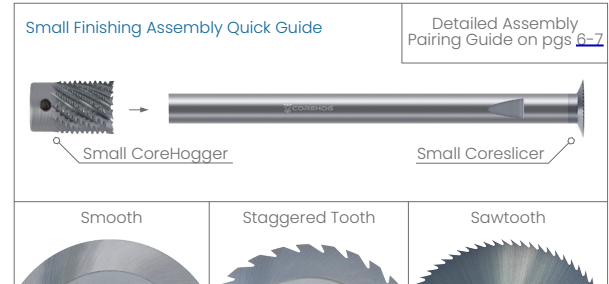 Small Finishing Assembly Quick Guide
Detailed Assembly
Pairing Guide on pgs 6-7
COREHOG
Small CoreHogger
Small Coreslicer
Smooth
Staggered Tooth
Sawtooth